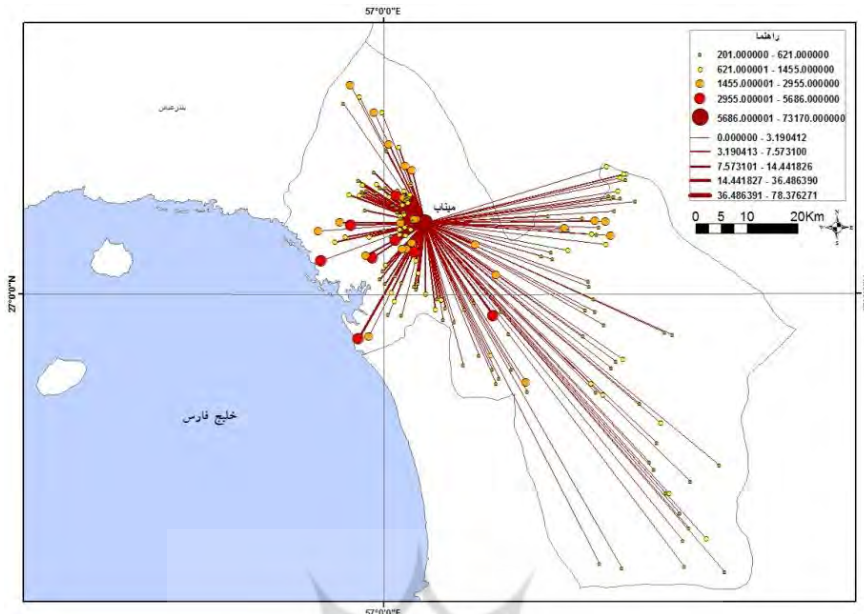 57°0'0"E
راهنما
201.000000 - 621.000000
621.000001 - 1455.000000
1455.000001 - 2955.000000
2955.000001 - 5686.000000
5686.000001 - 73170.000000
0.000000 - 3.190412
3.190413 - 7.573100
7.573101 - 14.441826
14.441827 - 36.486390
36.486391 - 78.376271
0 5 10 20Km
بندرعباس
میناب
27°0'0"N
خلیج فارس
57°0'0"E